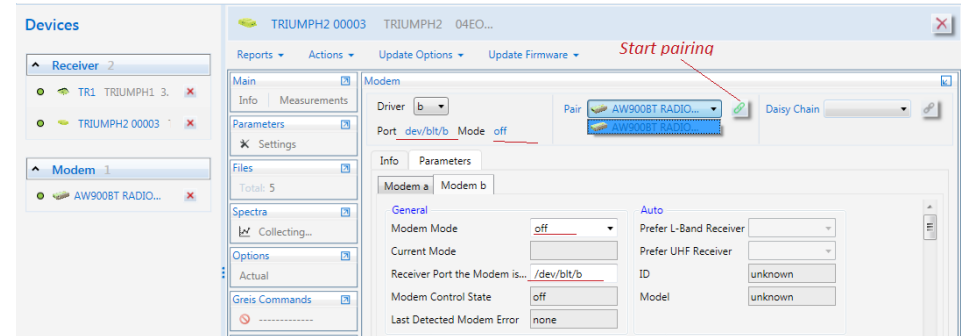 Devices
Receiver 2
TR1 TRIUMPH1 3.
TRIUMPH2 00003
Modem 1
AW900BT RADIO...
TRIUMPH2 00003 TRIUMPH2 04EO...
Reports Actions Update Options Update Firmware
Start pairing
Main
Info Measurements
Parameters
Settings
Files
Total: 5
Spectra
Collecting...
Options
Actual
Greis Commands
-------------
Modem
Driver b Pair AW900BT RADIO... Daisy Chain
AW900BT RADIO...
Port dev/blt/b Mode off
Info Parameters
Modem a Modem b
General
Modem Mode off
Current Mode
Receiver Port the Modem is... /dev/blt/b
Modem Control State off
Last Detected Modem Error none
Auto
Prefer L-Band Receiver
Prefer UHF Receiver
ID unknown
Model unknown